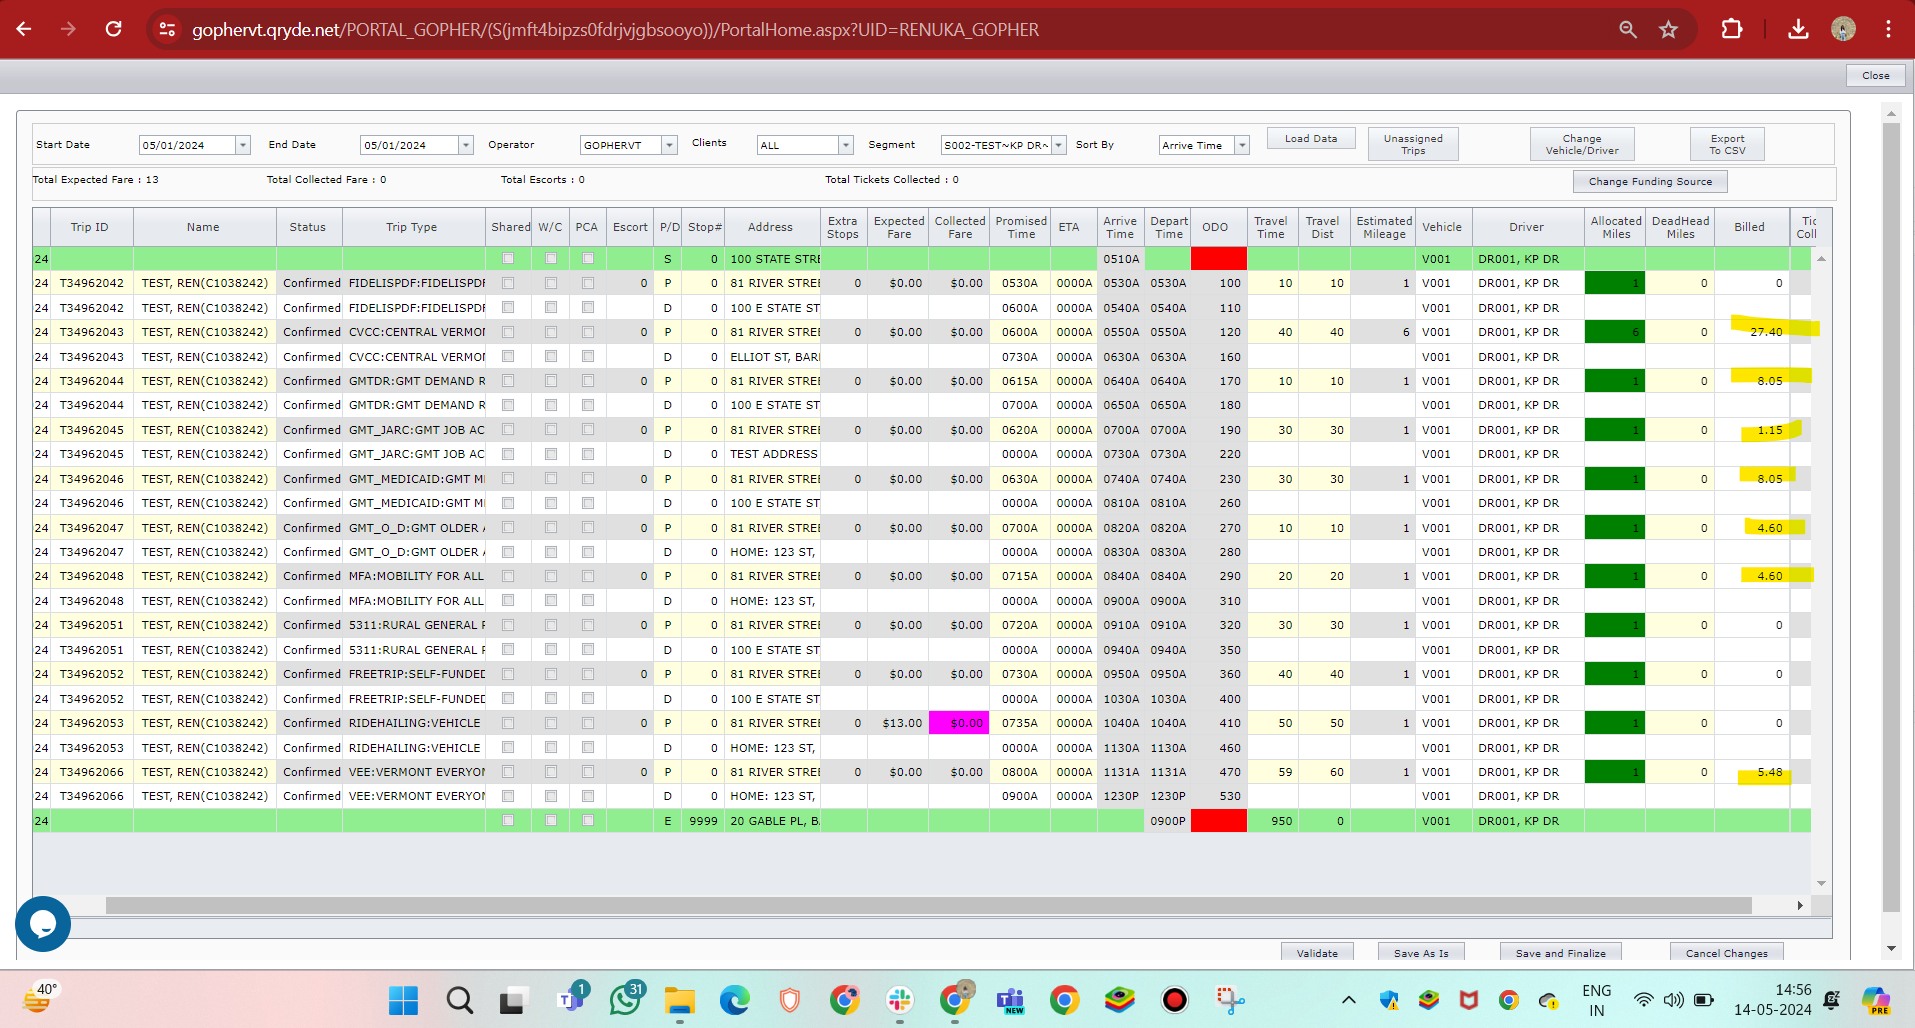 gophervt.qryde.net/PORTAL_GOPHER/(S(jmft4bipzs0fdrjvjgbsooyo))/PortalHome.aspx?UID=RENUKA_GOPHER
Close
Start Date 05/01/2024 End Date 05/01/2024 Operator GOPHERVT Clients ALL Segment S002-TEST~KP DR~ Sort By Arrive Time Load Data Unassigned Trips Change Vehicle/Driver Export To CSV
Total Expected Fare : 13 Total Collected Fare : 0 Total Escorts : 0 Total Tickets Collected : 0 Change Funding Source
Trip ID Name Status Trip Type Shared W/C PCA Escort P/D Stop# Address Extra Stops Expected Fare Collected Fare Promised Time ETA Arrive Time Depart Time ODO Travel Time Travel Dist Estimated Mileage Vehicle Driver Allocated Miles DeadHead Miles Billed Tic Coll
24 S 0 100 STATE STRE 0510A V001 DR001, KP DR
24 T34962042 TEST, REN(C1038242) Confirmed FIDELISPDF:FIDELISPDF 0 P 0 81 RIVER STREE 0 $0.00 $0.00 0530A 0000A 0530A 0530A 100 10 10 1 V001 DR001, KP DR 1 0 0
24 T34962042 TEST, REN(C1038242) Confirmed FIDELISPDF:FIDELISPDF D 0 100 E STATE ST 0600A 0000A 0540A 0540A 110 V001 DR001, KP DR
24 T34962043 TEST, REN(C1038242) Confirmed CVCC:CENTRAL VERMON 0 P 0 81 RIVER STREE 0 $0.00 $0.00 0600A 0000A 0550A 0550A 120 40 40 6 V001 DR001, KP DR 6 0 27.40
24 T34962043 TEST, REN(C1038242) Confirmed CVCC:CENTRAL VERMON D 0 ELLIOT ST, BAR 0730A 0000A 0630A 0630A 160 V001 DR001, KP DR
24 T34962044 TEST, REN(C1038242) Confirmed GMTDR:GMT DEMAND R 0 P 0 81 RIVER STREE 0 $0.00 $0.00 0615A 0000A 0640A 0640A 170 10 10 1 V001 DR001, KP DR 1 0 8.05
24 T34962044 TEST, REN(C1038242) Confirmed GMTDR:GMT DEMAND R D 0 100 E STATE ST 0700A 0000A 0650A 0650A 180 V001 DR001, KP DR
24 T34962045 TEST, REN(C1038242) Confirmed GMT_JARC:GMT JOB AC 0 P 0 81 RIVER STREE 0 $0.00 $0.00 0620A 0000A 0700A 0700A 190 30 30 1 V001 DR001, KP DR 1 0 1.15
24 T34962045 TEST, REN(C1038242) Confirmed GMT_JARC:GMT JOB AC D 0 TEST ADDRESS 0000A 0000A 0730A 0730A 220 V001 DR001, KP DR
24 T34962046 TEST, REN(C1038242) Confirmed GMT_MEDICAID:GMT M 0 P 0 81 RIVER STREE 0 $0.00 $0.00 0630A 0000A 0740A 0740A 230 30 30 1 V001 DR001, KP DR 1 0 8.05
24 T34962046 TEST, REN(C1038242) Confirmed GMT_MEDICAID:GMT M D 0 100 E STATE ST 0000A 0000A 0810A 0810A 260 V001 DR001, KP DR
24 T34962047 TEST, REN(C1038242) Confirmed GMT_O_D:GMT OLDER A 0 P 0 81 RIVER STREE 0 $0.00 $0.00 0700A 0000A 0820A 0820A 270 10 10 1 V001 DR001, KP DR 1 0 4.60
24 T34962047 TEST, REN(C1038242) Confirmed GMT_O_D:GMT OLDER A D 0 HOME: 123 ST, 0000A 0000A 0830A 0830A 280 V001 DR001, KP DR
24 T34962048 TEST, REN(C1038242) Confirmed MFA:MOBILITY FOR ALL 0 P 0 81 RIVER STREE 0 $0.00 $0.00 0715A 0000A 0840A 0840A 290 20 20 1 V001 DR001, KP DR 1 0 4.60
24 T34962048 TEST, REN(C1038242) Confirmed MFA:MOBILITY FOR ALL D 0 HOME: 123 ST, 0000A 0000A 0900A 0900A 310 V001 DR001, KP DR
24 T34962051 TEST, REN(C1038242) Confirmed 5311:RURAL GENERAL P 0 P 0 81 RIVER STREE 0 $0.00 $0.00 0720A 0000A 0910A 0910A 320 30 30 1 V001 DR001, KP DR 1 0 0
24 T34962051 TEST, REN(C1038242) Confirmed 5311:RURAL GENERAL P D 0 100 E STATE ST 0000A 0000A 0940A 0940A 350 V001 DR001, KP DR
24 T34962052 TEST, REN(C1038242) Confirmed FREETRIP:SELF-FUNDED 0 P 0 81 RIVER STREE 0 $0.00 $0.00 0730A 0000A 0950A 0950A 360 40 40 1 V001 DR001, KP DR 1 0 0
24 T34962052 TEST, REN(C1038242) Confirmed FREETRIP:SELF-FUNDED D 0 100 E STATE ST 0000A 0000A 1030A 1030A 400 V001 DR001, KP DR
24 T34962053 TEST, REN(C1038242) Confirmed RIDEHAILING:VEHICLE 0 P 0 81 RIVER STREE 0 $13.00 $0.00 0735A 0000A 1040A 1040A 410 50 50 1 V001 DR001, KP DR 1 0 0
24 T34962053 TEST, REN(C1038242) Confirmed RIDEHAILING:VEHICLE D 0 HOME: 123 ST, 0000A 0000A 1130A 1130A 460 V001 DR001, KP DR
24 T34962066 TEST, REN(C1038242) Confirmed VEE:VERMONT EVERYON 0 P 0 81 RIVER STREE 0 $0.00 $0.00 0800A 0000A 1131A 1131A 470 59 60 1 V001 DR001, KP DR 1 0 5.48
24 T34962066 TEST, REN(C1038242) Confirmed VEE:VERMONT EVERYON D 0 HOME: 123 ST, 0900A 0000A 1230P 1230P 530 V001 DR001, KP DR
24 E 9999 20 GABLE PL, BA 0900P 950 0 V001 DR001, KP DR
Validate Save As Is Save and Finalize Cancel Changes
40° 1 31 NEW ENG IN 14:56 14-05-2024 PRE